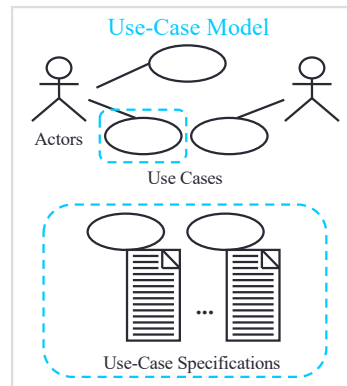 Use-Case Model
Actors
Use Cases
...
Use-Case Specifications